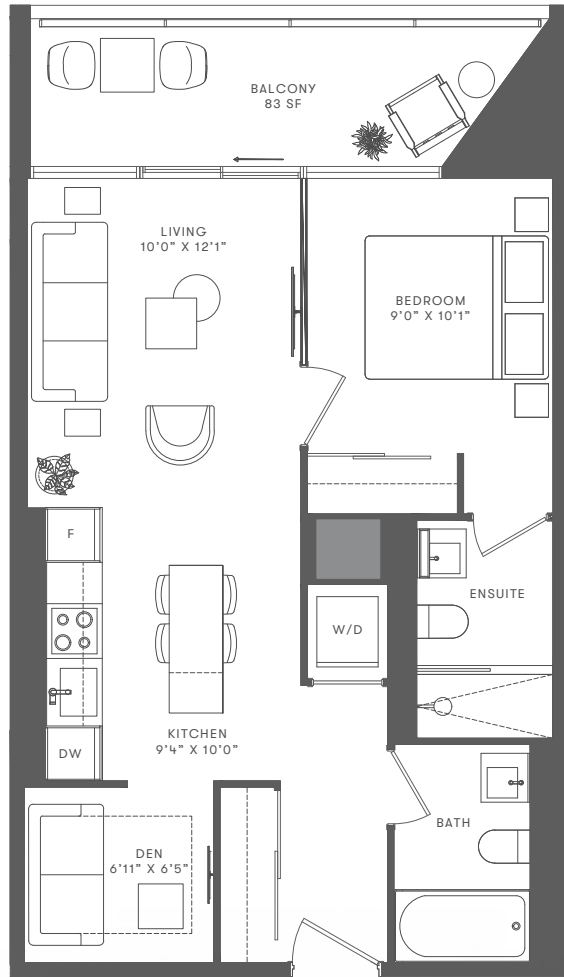 BALCONY
83 SF
LIVING
10'0” X 12'1”
BEDROOM
9'0” X 10'1”
F
ENSUITE
W/D
KITCHEN
9'4” X 10'0”
DW
BATH
DEN
6'11” X 6'5”